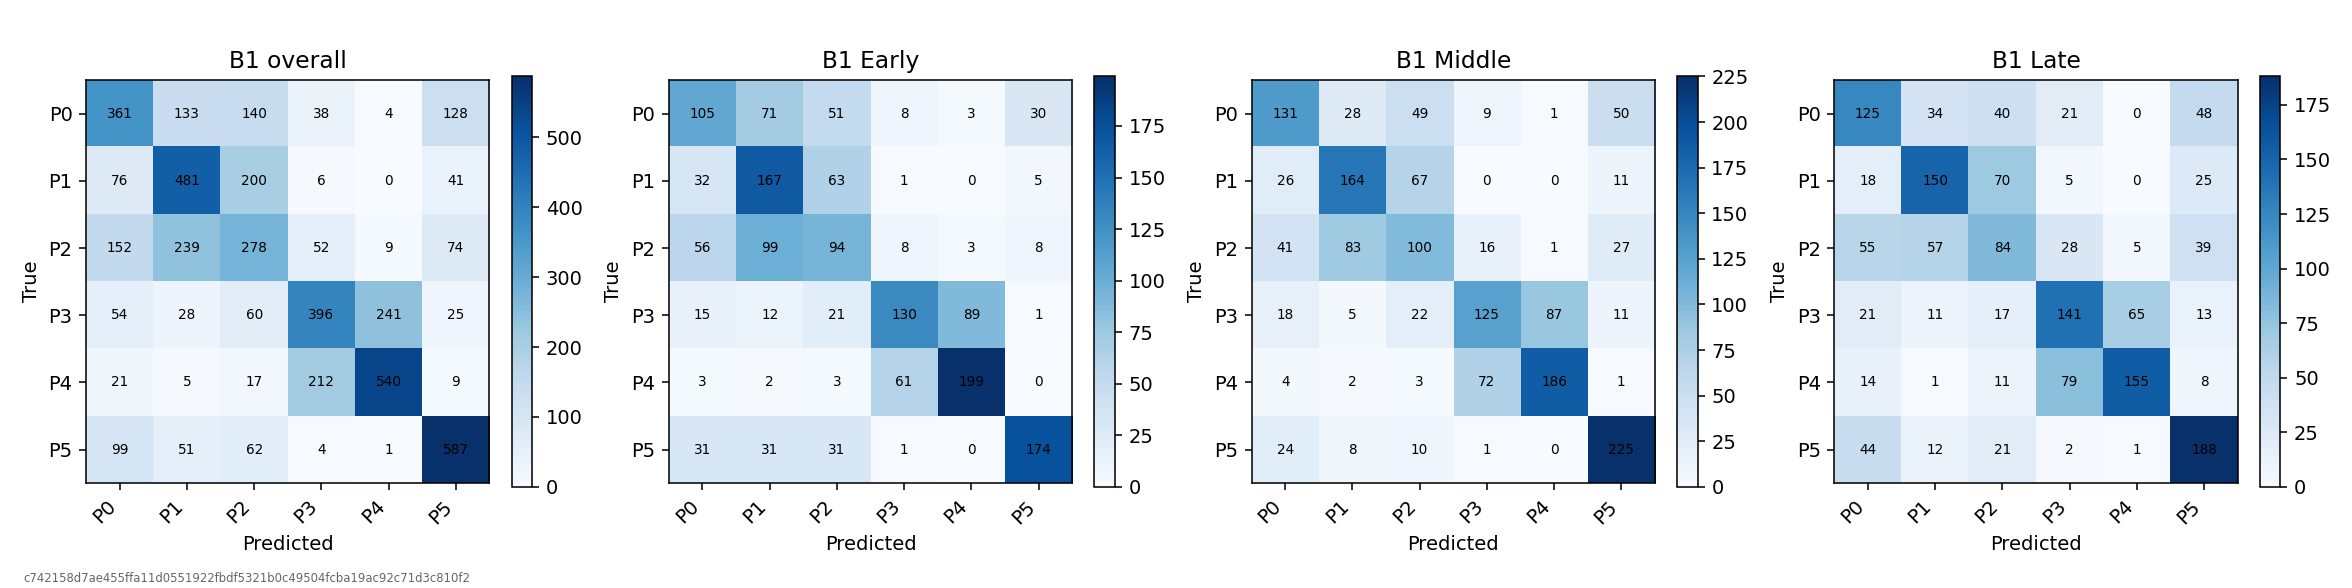 B1 overall
P0 361 133 140 38 4 128
P1 76 481 200 6 0 41
P2 152 239 278 52 9 74
P3 54 28 60 396 241 25
P4 21 5 17 212 540 9
P5 99 51 62 4 1 587
P0 P1 P2 P3 P4 P5
True
Predicted
500
400
300
200
100
0
B1 Early
P0 105 71 51 8 3 30
P1 32 167 63 1 0 5
P2 56 99 94 8 3 8
P3 15 12 21 130 89 1
P4 3 2 3 61 199 0
P5 31 31 31 1 0 174
P0 P1 P2 P3 P4 P5
True
Predicted
175
150
125
100
75
50
25
0
B1 Middle
P0 131 28 49 9 1 50
P1 26 164 67 0 0 11
P2 41 83 100 16 1 27
P3 18 5 22 125 87 11
P4 4 2 3 72 186 1
P5 24 8 10 1 0 225
P0 P1 P2 P3 P4 P5
True
Predicted
225
200
175
150
125
100
75
50
25
0
B1 Late
P0 125 34 40 21 0 48
P1 18 150 70 5 0 25
P2 55 57 84 28 5 39
P3 21 11 17 141 65 13
P4 14 1 11 79 155 8
P5 44 12 21 2 1 188
P0 P1 P2 P3 P4 P5
True
Predicted
175
150
125
100
75
50
25
0
c742158d7ae455ffa11d0551922fbdf5321b0c49504fcba19ac92c71d3c810f2